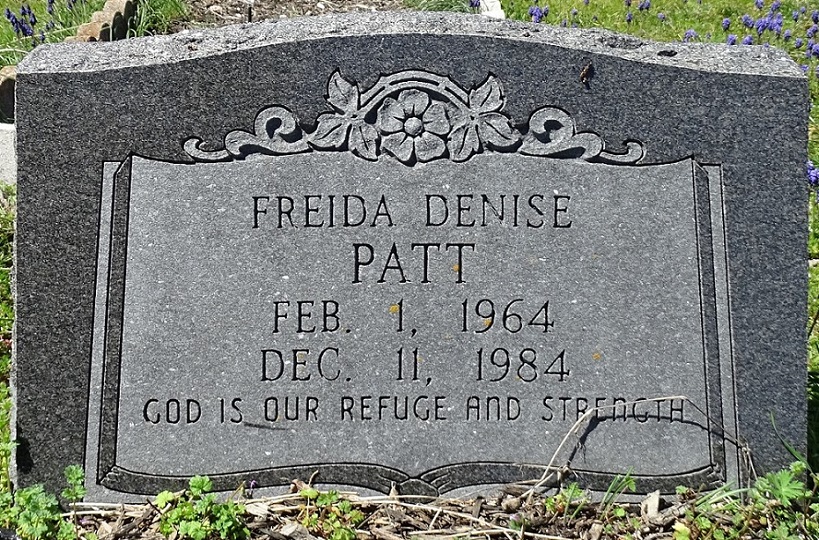 FREIDA DENISE
PATT
FEB. 1, 1964
DEC. 11, 1984
GOD IS OUR REFUGE AND STRENGTH